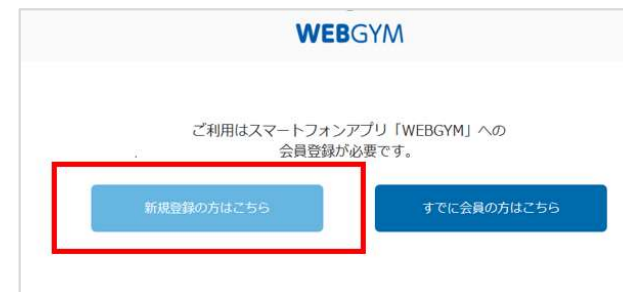 WEBGYM
ご利用はスマートフォンアプリ「WEBGYM」への
会員登録が必要です。
新規登録の方はこちら
すでに会員の方はこちら